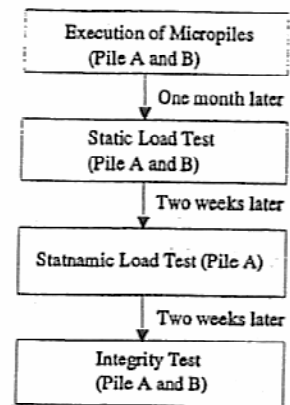 Execution of Micropiles
(Pile A and B)
One month later
Static Load Test
(Pile A and B)
Two weeks later
Statnamic Load Test (Pile A)
Two weeks later
Integrity Test
(Pile A and B)